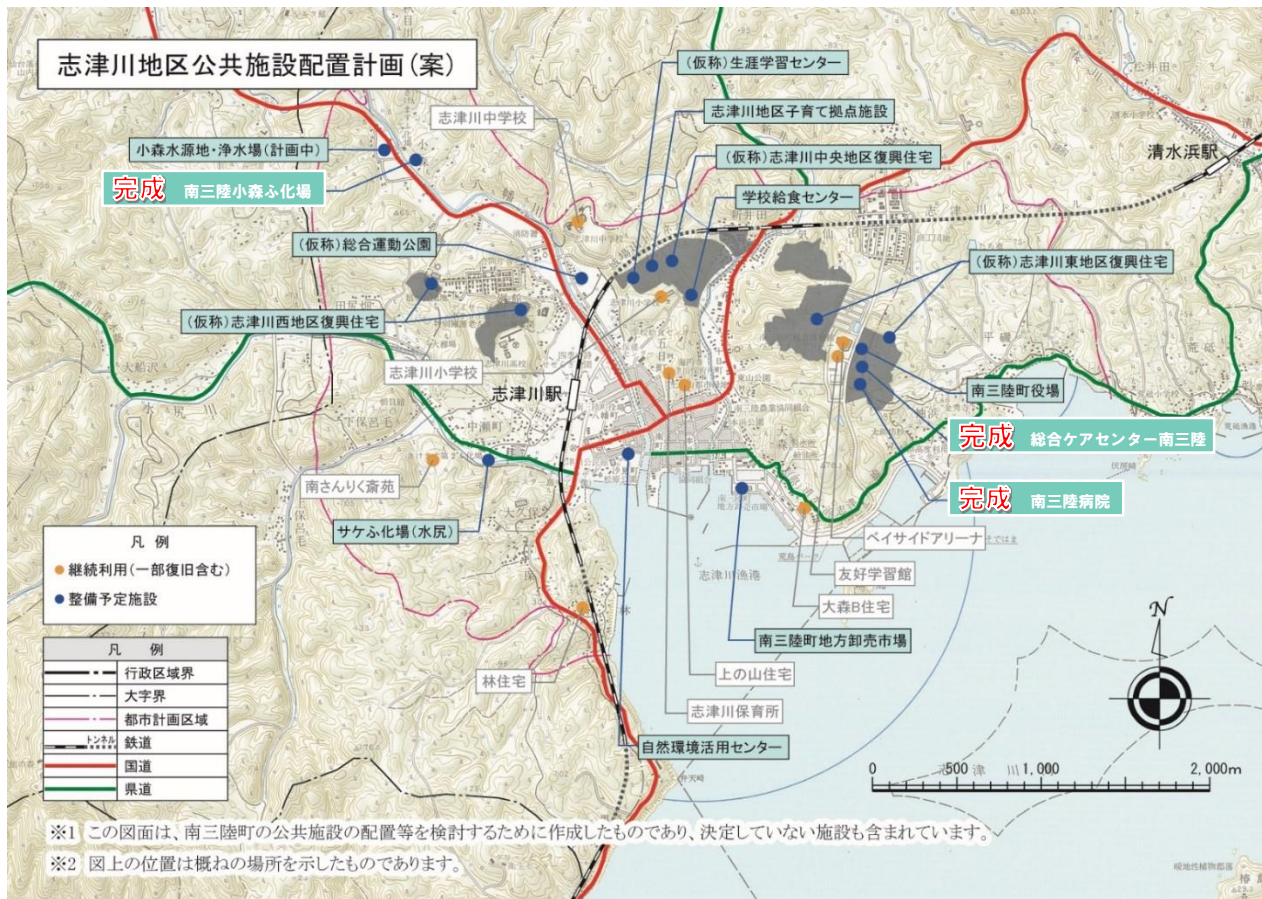 志津川地区公共施設配置計画(案)
(仮称)生涯学習センター
志津川中学校
志津川地区子育て拠点施設
小森水源地・浄水場(計画中)
(仮称)志津川中央地区復興住宅
清水浜駅
完成 南三陸小森ふ化場
学校給食センター
(仮称)総合運動公園
(仮称)志津川東地区復興住宅
(仮称)志津川西地区復興住宅
志津川小学校
志津川駅
南三陸町役場
完成 総合ケアセンター南三陸
南さんりく斎苑
完成 南三陸病院
サケふ化場(水尻)
ベイサイドアリーナ
志津川漁港
友好学習館
大森B住宅
南三陸町地方卸売市場
上の山住宅
林住宅
志津川保育所
自然環境活用センター
凡 例
継続利用(一部復旧含む)
整備予定施設
凡 例
行政区域界
大字界
都市計画区域
トンネル 鉄道
国道
県道
N
0 500 1,000 2,000m
志津川
※1 この図面は、南三陸町の公共施設の配置等を検討するために作成したものであり、決定していない施設も含まれています。
※2 図上の位置は概ねの場所を示したものであります。